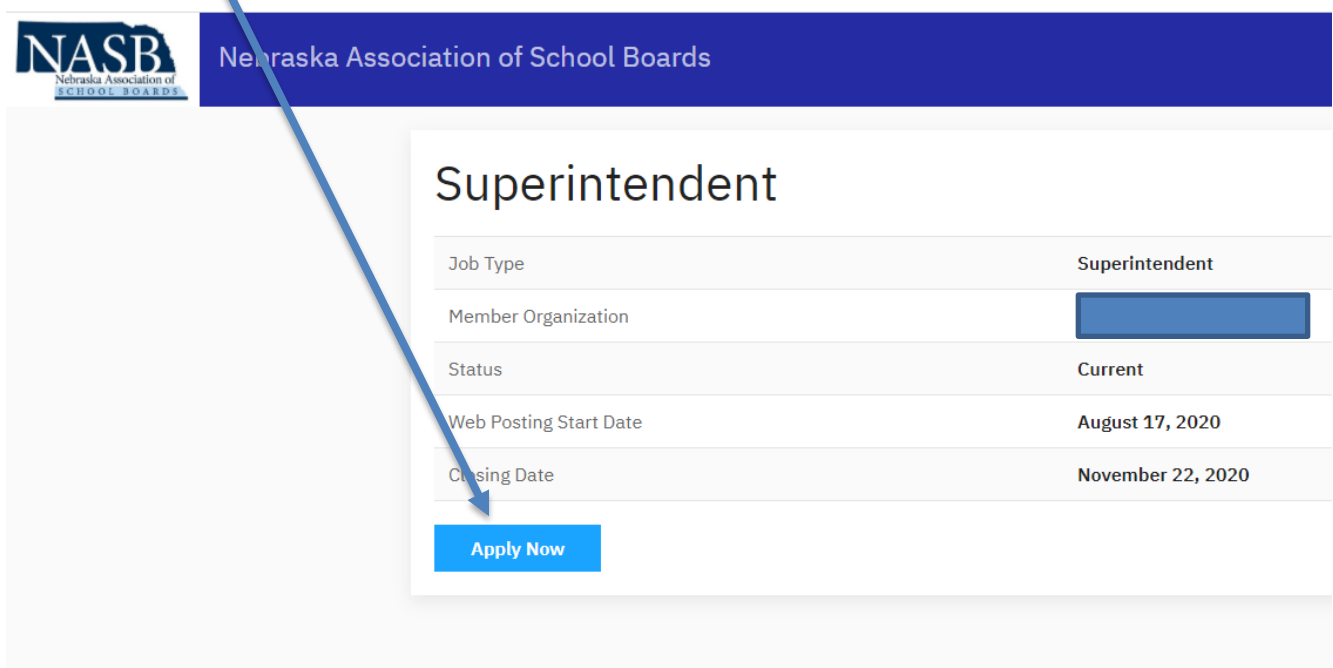 NASB
Nebraska Association of
SCHOOL BOARDS
Nebraska Association of School Boards
Superintendent
Job Type Superintendent
Member Organization
Status Current
Web Posting Start Date August 17, 2020
Closing Date November 22, 2020
Apply Now